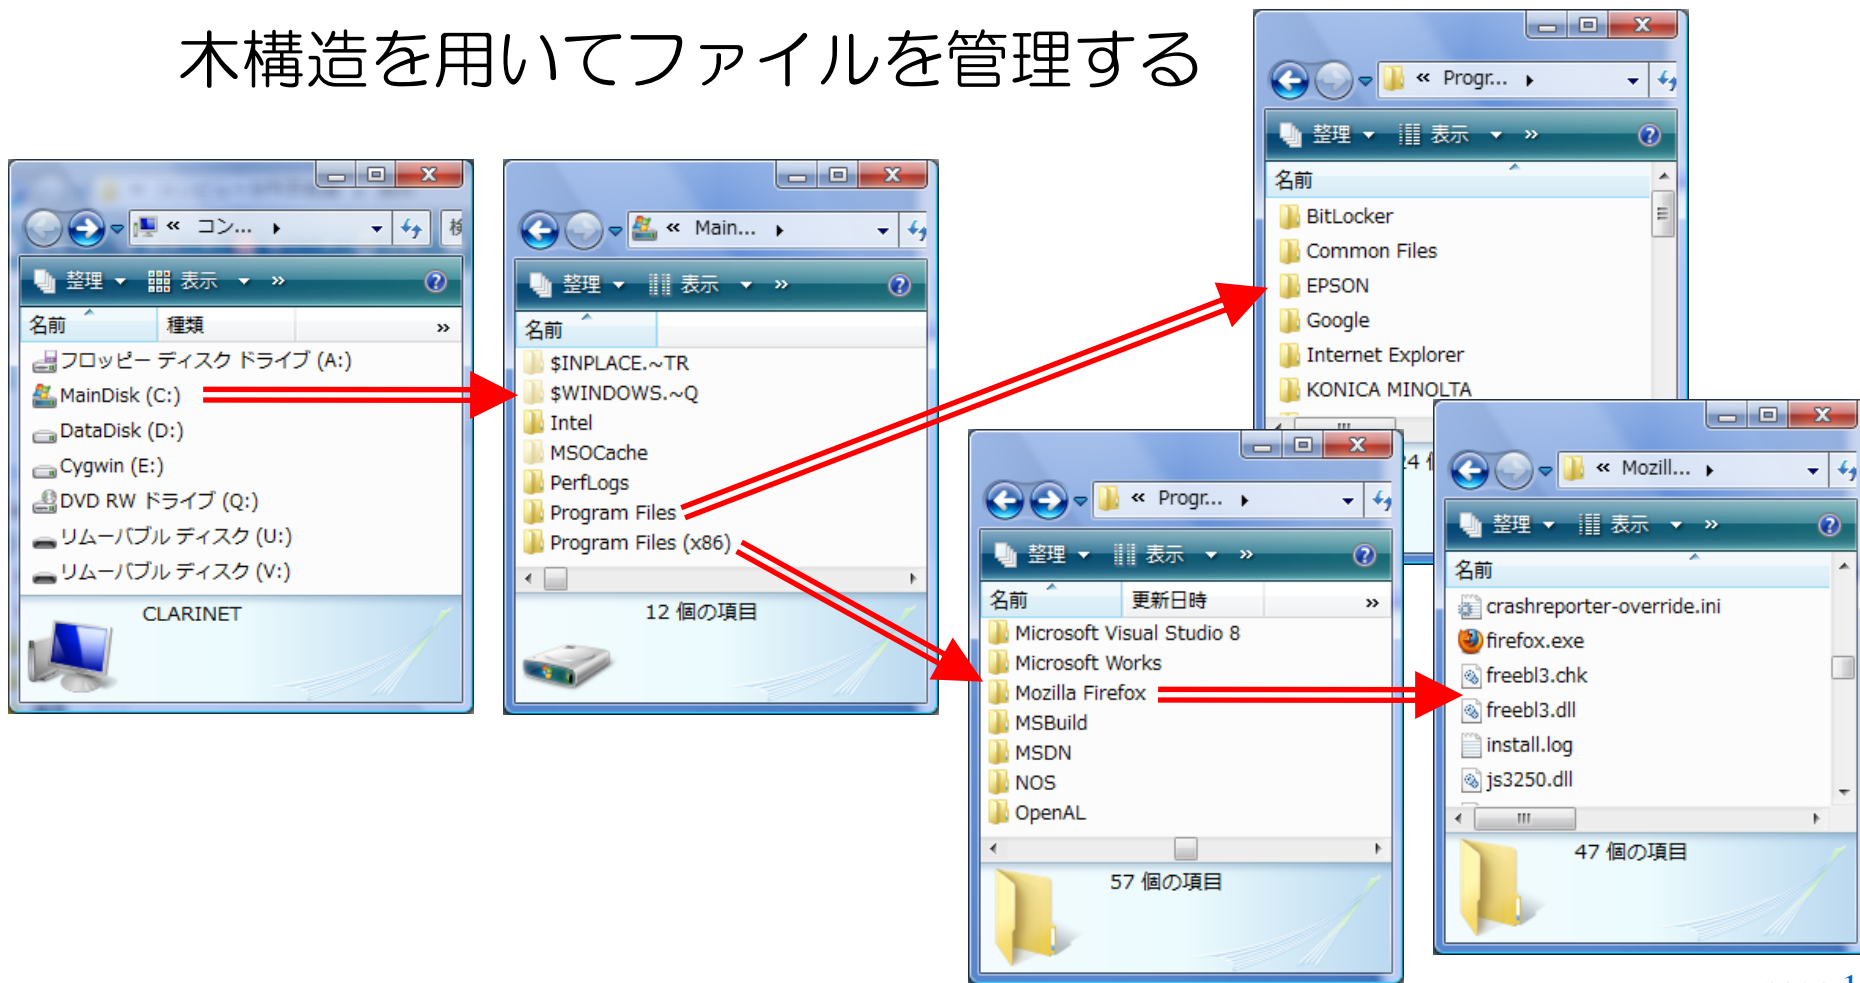 木構造を用いてファイルを管理する
« コン...
検
整理 表示 »
名前 種類 »
フロッピー ディスク ドライブ (A:)
MainDisk (C:)
DataDisk (D:)
Cygwin (E:)
DVD RW ドライブ (Q:)
リムーバブル ディスク (U:)
リムーバブル ディスク (V:)
CLARINET
« Main...
整理 表示 »
名前
$INPLACE.~TR
$WINDOWS.~Q
Intel
MSOCache
PerfLogs
Program Files
Program Files (x86)
12 個の項目
« Progr...
整理 表示 »
名前
BitLocker
Common Files
EPSON
Google
Internet Explorer
KONICA MINOLTA
« Progr...
整理 表示 »
名前 更新日時 »
Microsoft Visual Studio 8
Microsoft Works
Mozilla Firefox
MSBuild
MSDN
NOS
OpenAL
57 個の項目
« Mozill...
整理 表示 »
名前
crashreporter-override.ini
firefox.exe
freebl3.chk
freebl3.dll
install.log
js3250.dll
47 個の項目